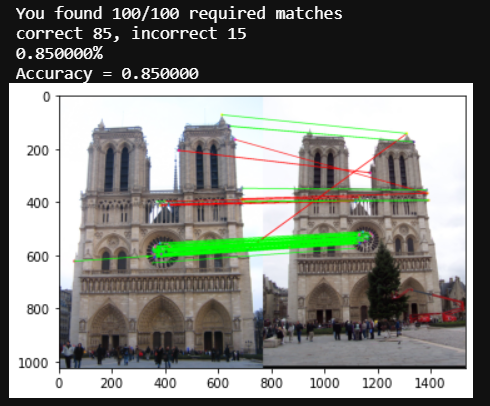 You found 100/100 required matches
correct 85, incorrect 15
0.850000%
Accuracy = 0.850000
0
200
400
600
800
1000
0 200 400 600 800 1000 1200 1400